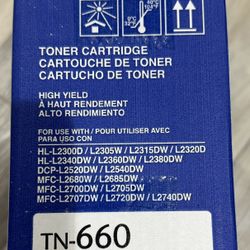 TONER CARTRIDGE
CARTOUCHE DE TONER
CARTUCHO DE TONER
HIGH YIELD
À HAUT RENDEMENT
ALTO RENDIMIENTO
FOR USE WITH / POUR UTILISER AVEC
PARA USO CON
HL-L2300D / L2305W / L2315DW / L2320D
HL-L2340DW / L2360DW / L2380DW
DCP-L2520DW / L2540DW
MFC-L2680W / L2685DW
MFC-L2700DW / L2705DW
MFC-L2707DW / L2720DW / L2740DW
TN-660